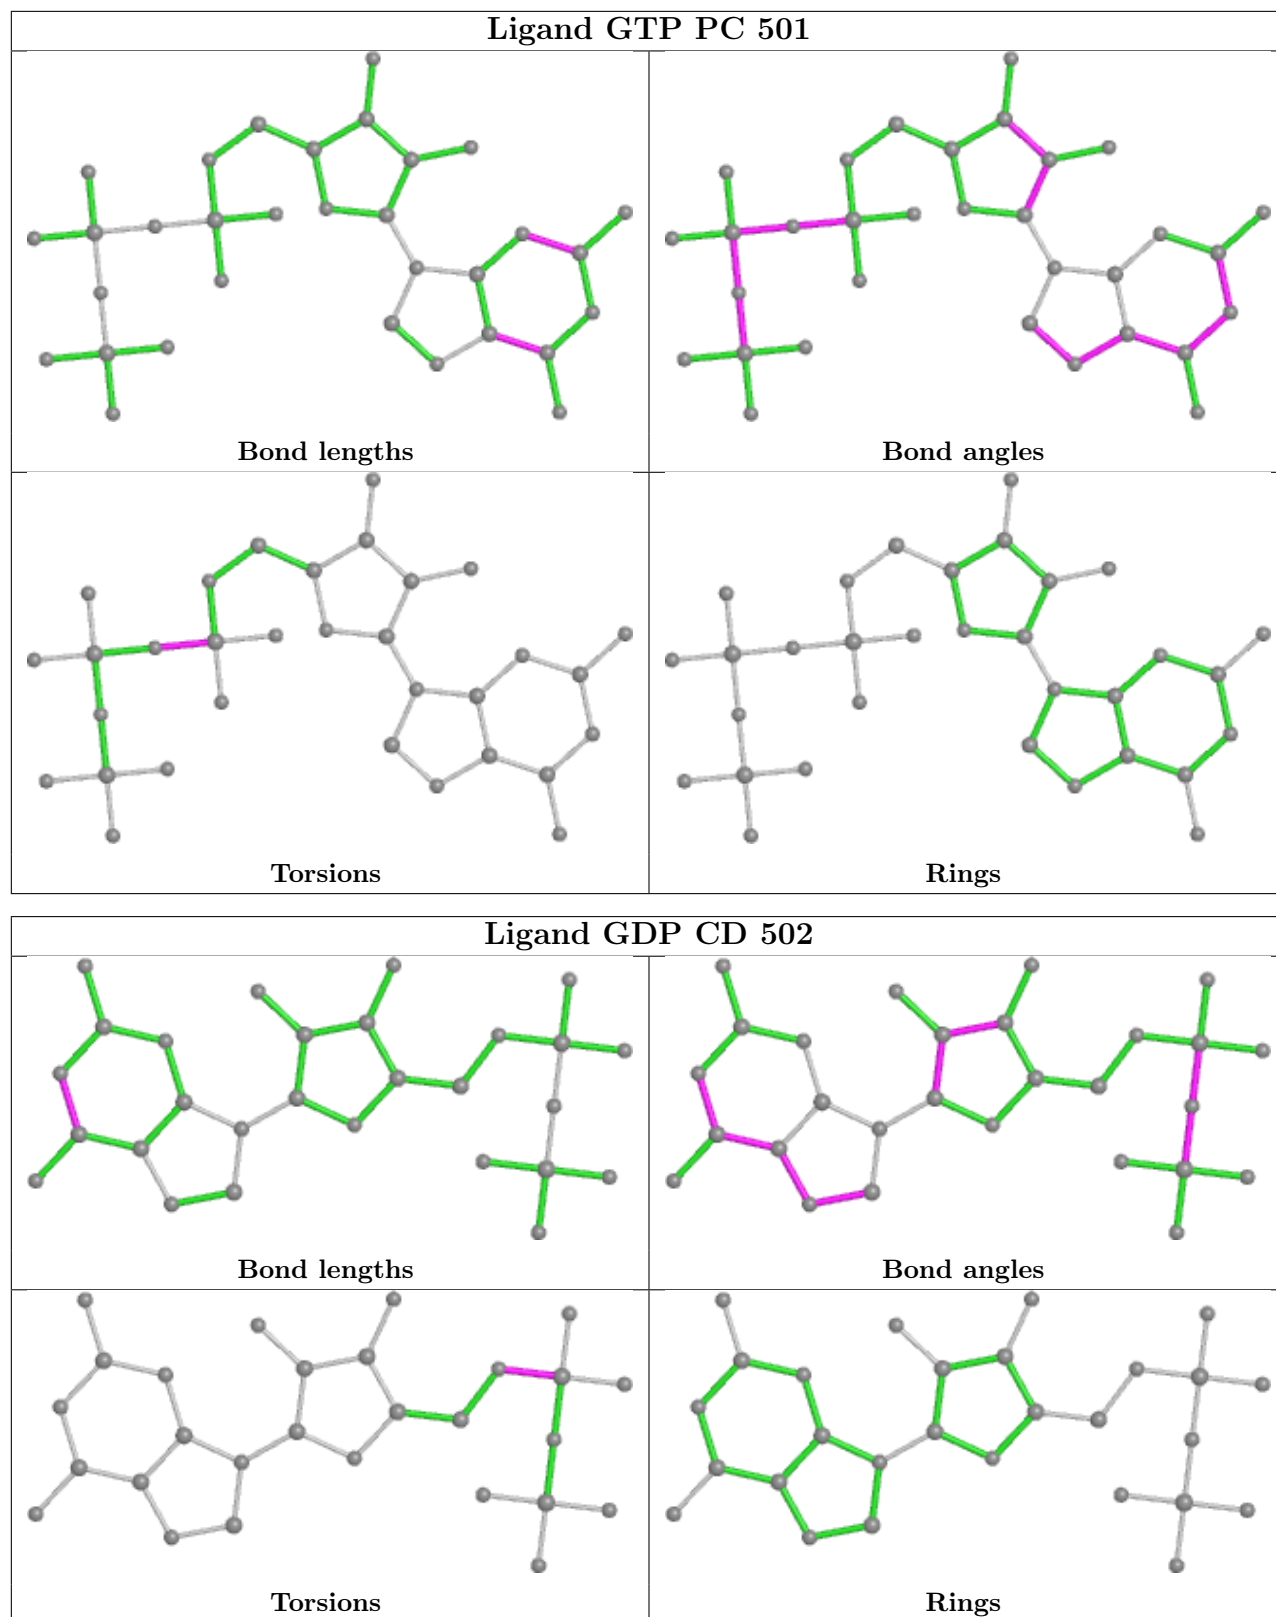 Ligand GTP PC 501
Bond lengths
Bond angles
Torsions
Rings
Ligand GDP CD 502
Bond lengths
Bond angles
Torsions
Rings